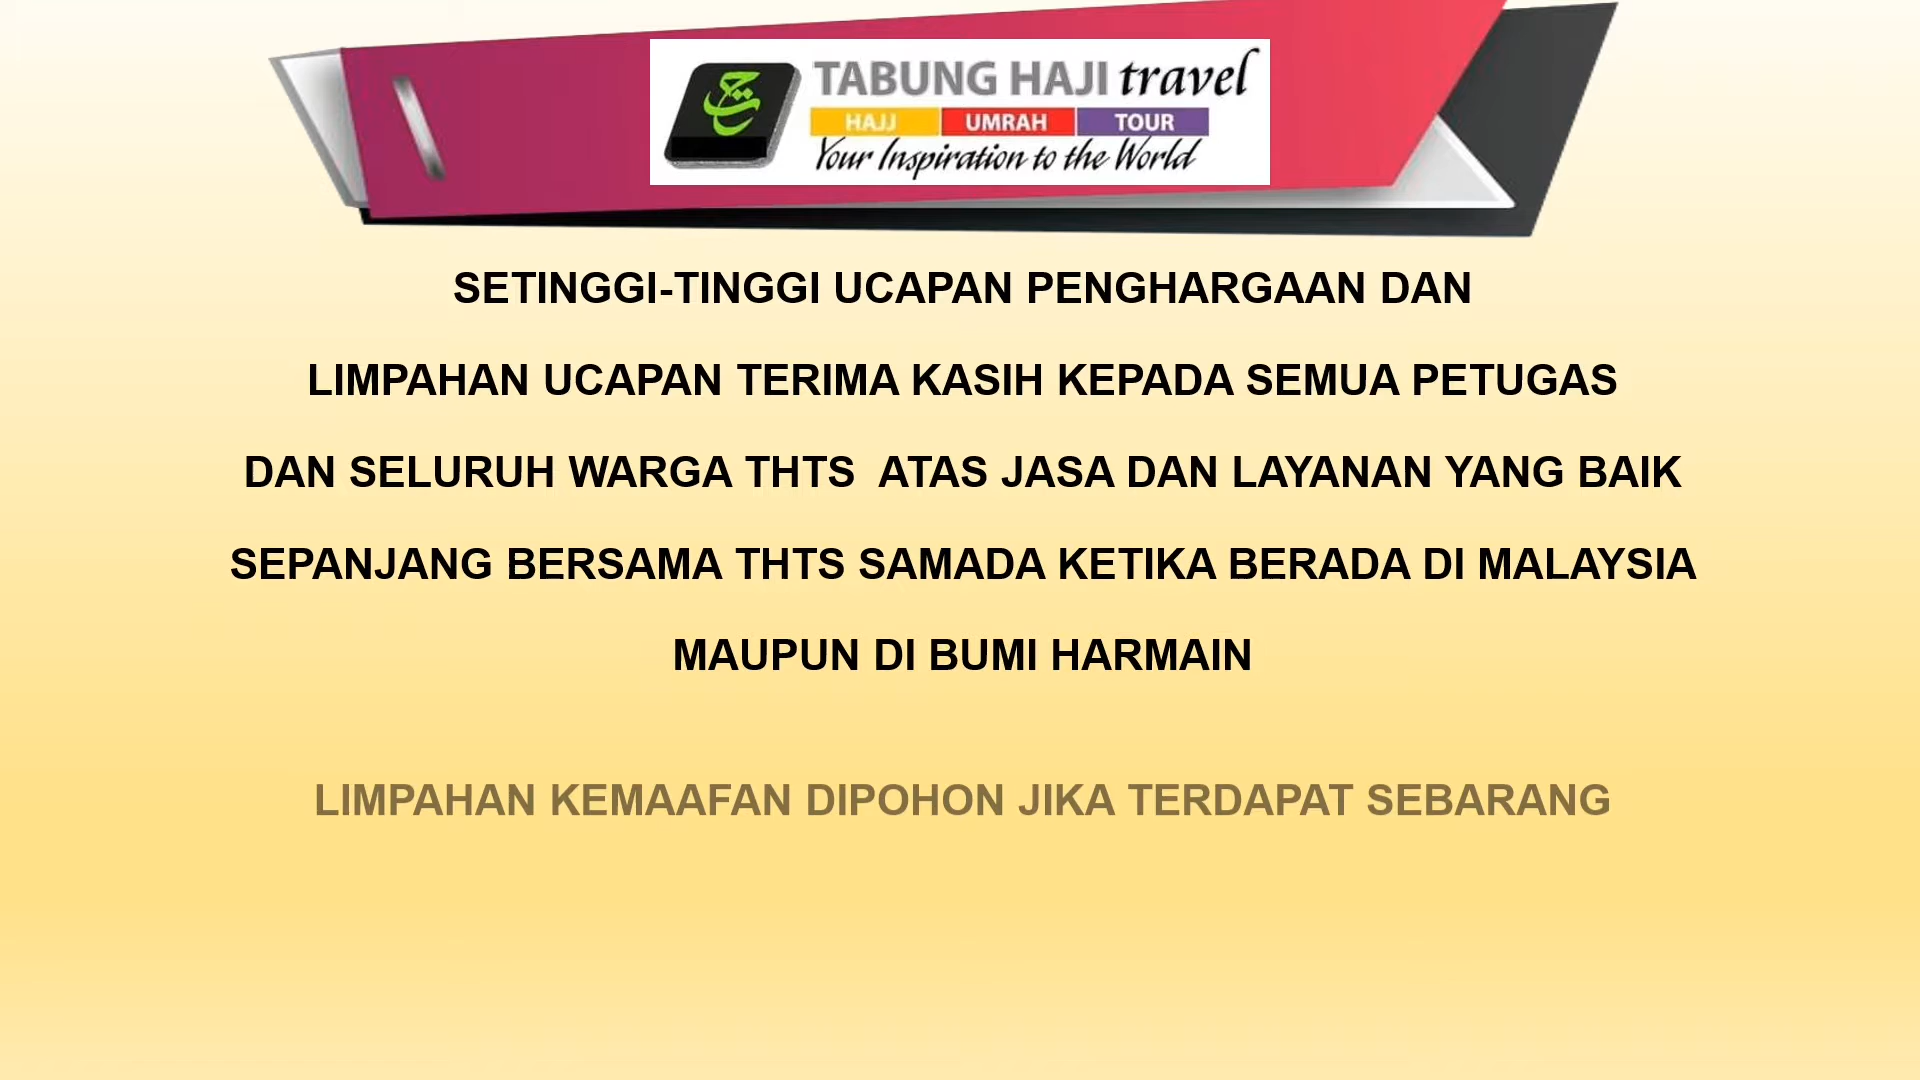 TABUNG HAJI travel
HAJJ UMRAH TOUR
Your Inspiration to the World
SETINGGI-TINGGI UCAPAN PENGHARGAAN DAN
LIMPAHAN UCAPAN TERIMA KASIH KEPADA SEMUA PETUGAS
DAN SELURUH WARGA THTS ATAS JASA DAN LAYANAN YANG BAIK
SEPANJANG BERSAMA THTS SAMADA KETIKA BERADA DI MALAYSIA
MAUPUN DI BUMI HARMAIN
LIMPAHAN KEMAAFAN DIPOHON JIKA TERDAPAT SEBARANG